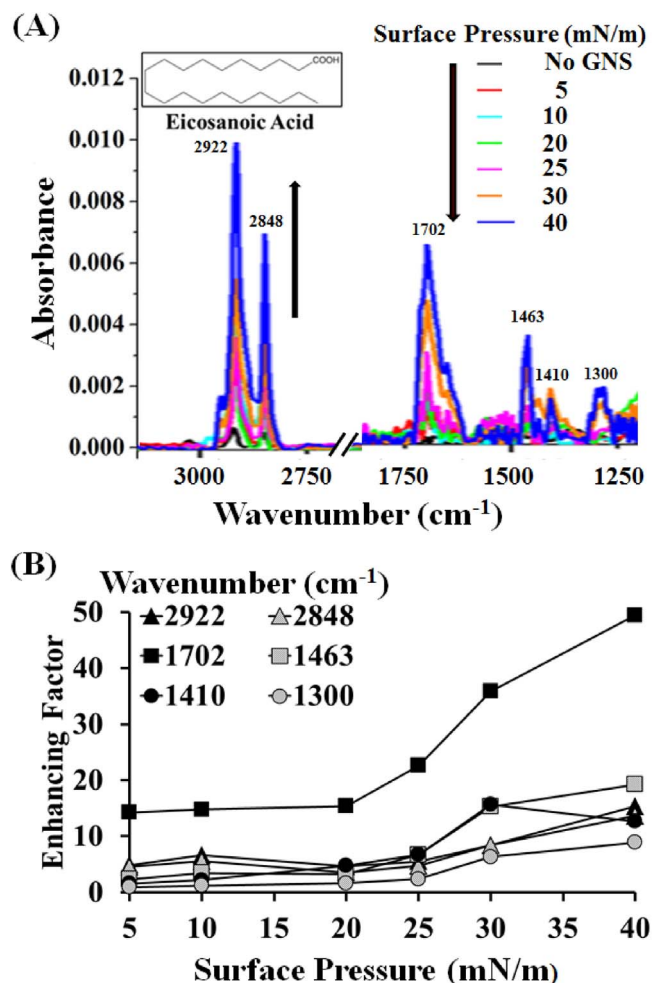 (A)
Surface Pressure (mN/m)
No GNS
5
10
20
25
30
40
COOH
Eicosanoic Acid
2922
2848
1702
1463
1410
1300
0.012
0.010
0.008
0.006
0.004
0.002
0.000
Absorbance
3000 2750 1750 1500 1250
Wavenumber (cm⁻¹)
(B)
Wavenumber (cm⁻¹)
2922 2848
1702 1463
1410 1300
50
40
30
20
10
0
Enhancing Factor
5 10 15 20 25 30 35 40
Surface Pressure (mN/m)